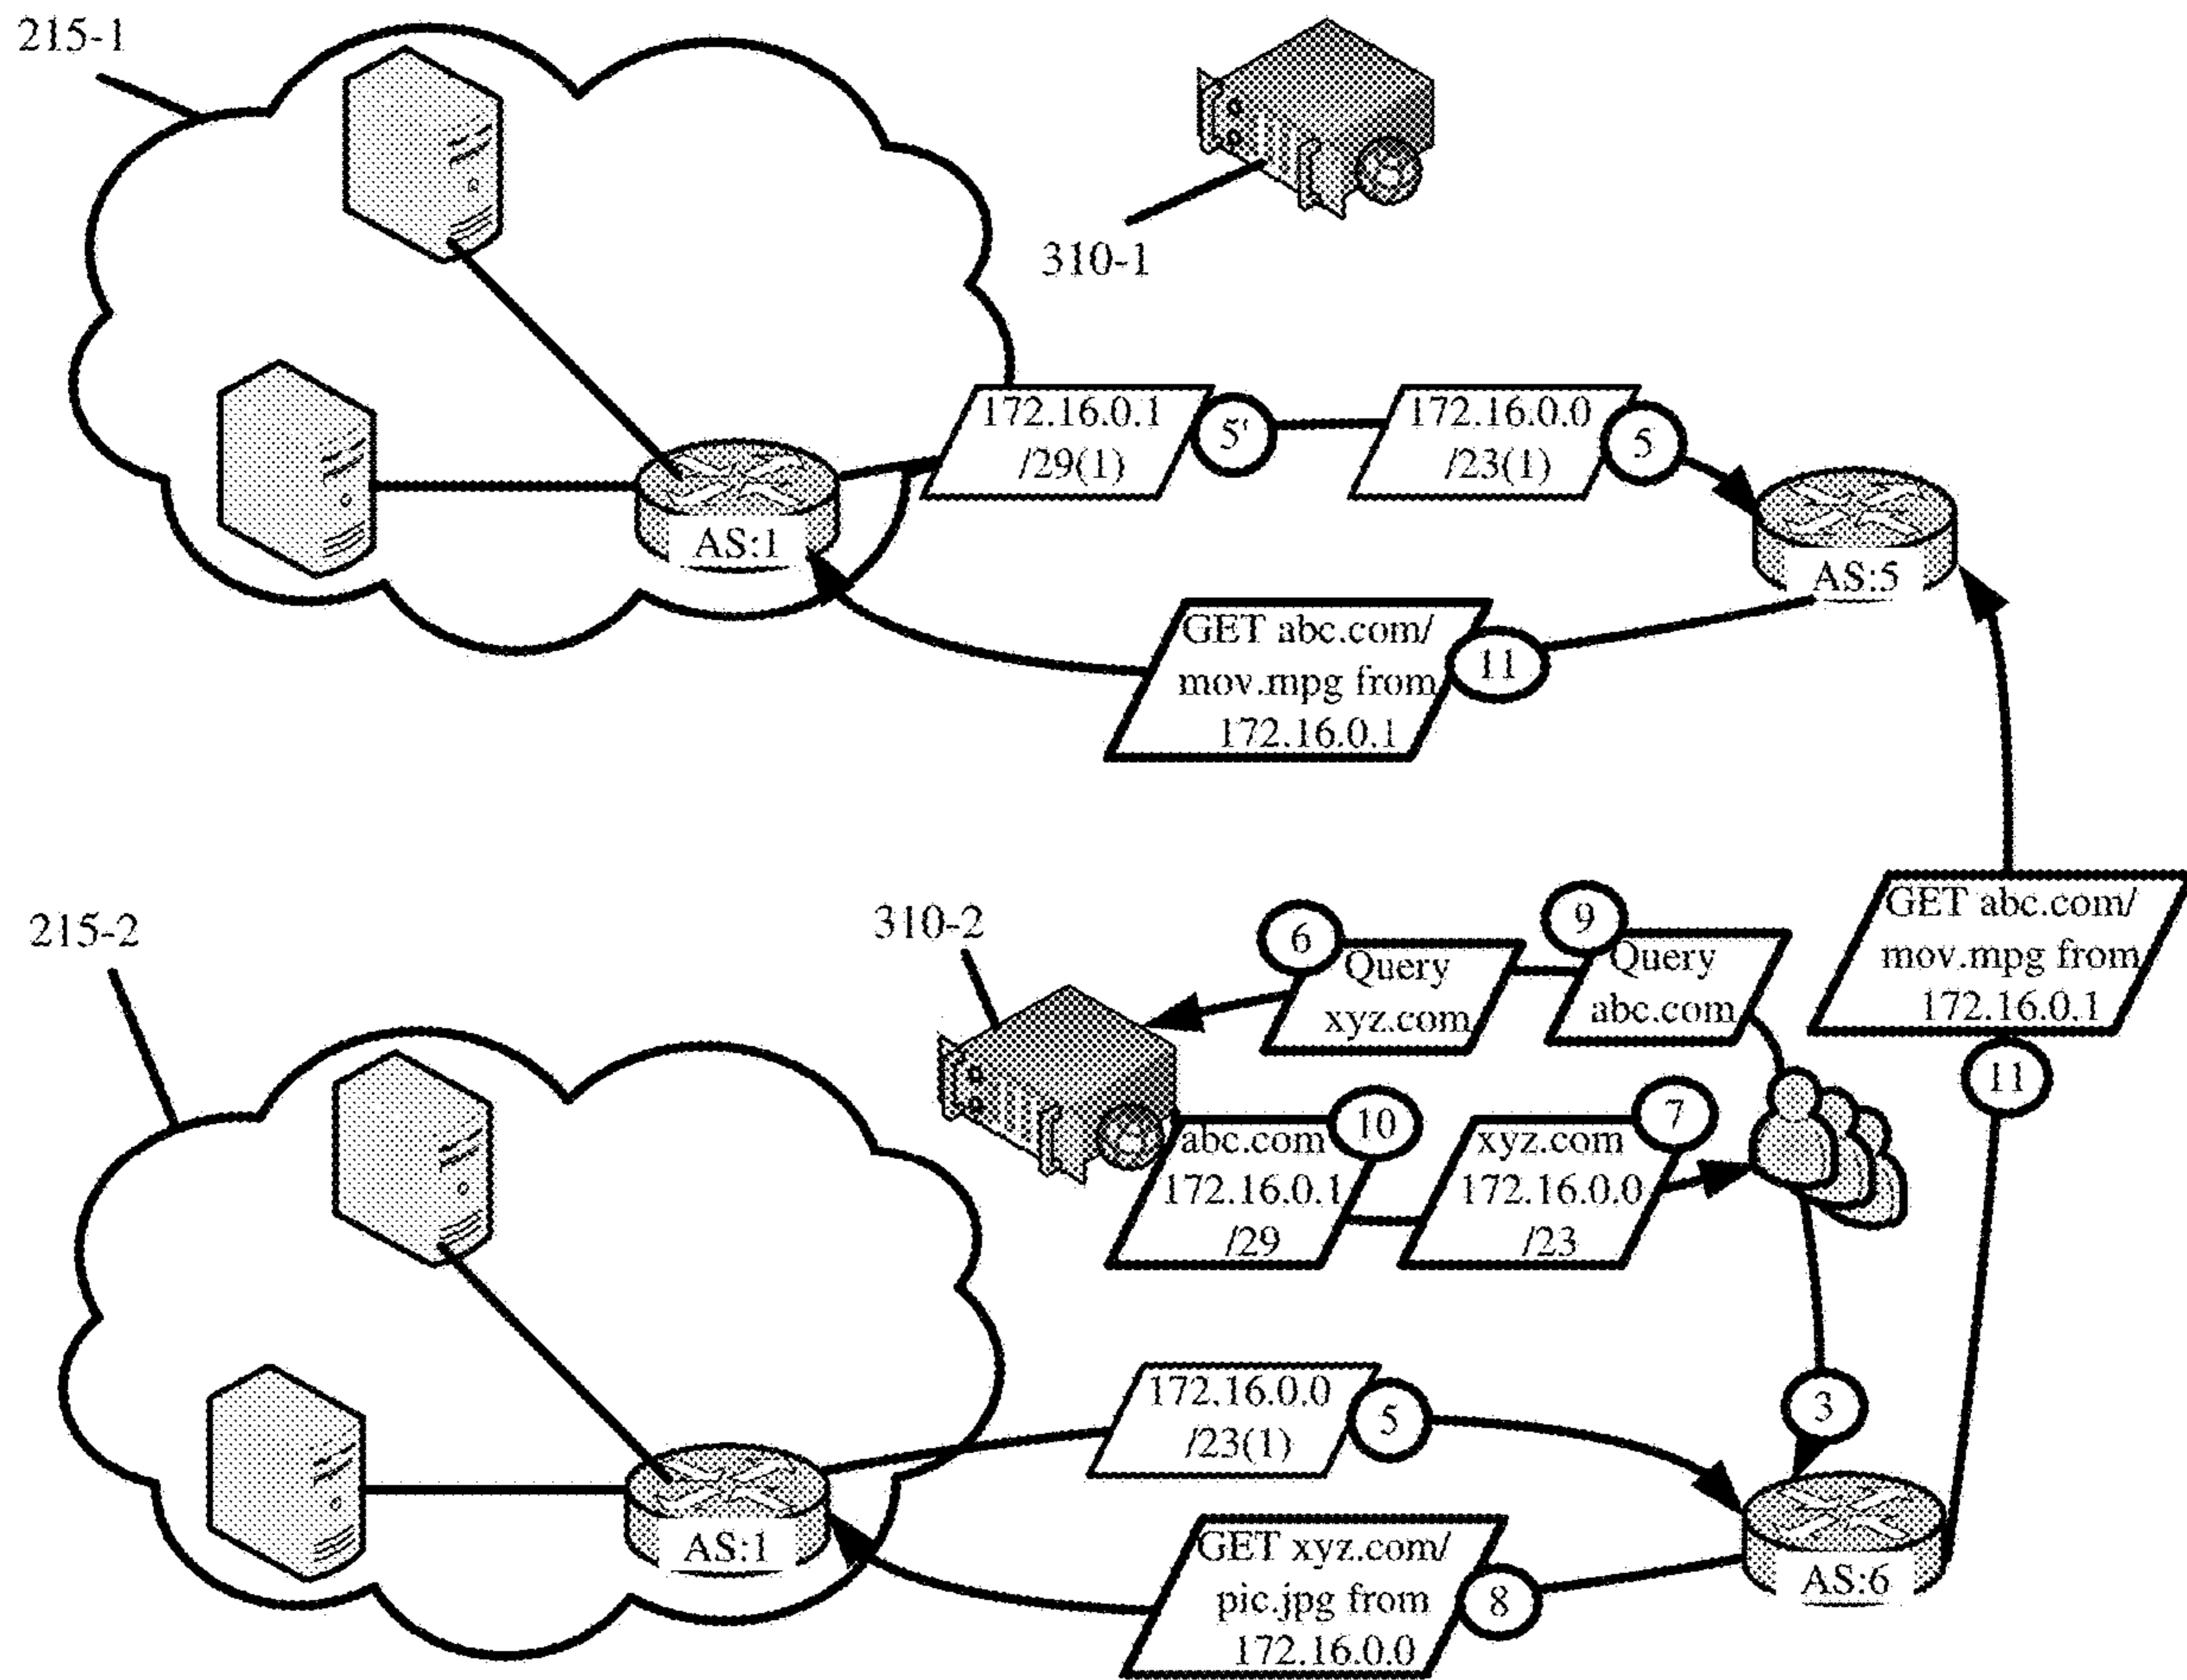 215-1
310-1
172.16.0.1
/29(1)
5'
172.16.0.0
/23(1)
5
AS:1
AS:5
GET abc.com/
mov.mpg from
172.16.0.1
11
215-2
310-2
6
Query
xyz.com
9
Query
abc.com
GET abc.com/
mov.mpg from
172.16.0.1
11
abc.com
172.16.0.1
/29
10
xyz.com
172.16.0.0
/23
7
172.16.0.0
/23(1)
5
3
AS:1
GET xyz.com/
pic.jpg from
172.16.0.0
8
AS:6